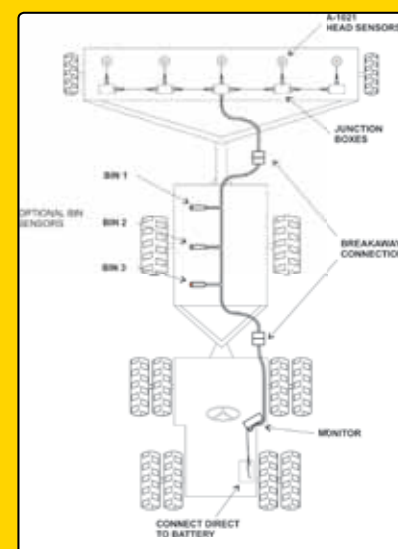 A-1021
HEAD SENSORS
JUNCTION
BOXES
BIN 1
OPTIONAL BIN
SENSORS
BIN 2
BREAKAWAY
CONNECTION
BIN 3
MONITOR
CONNECT DIRECT
TO BATTERY